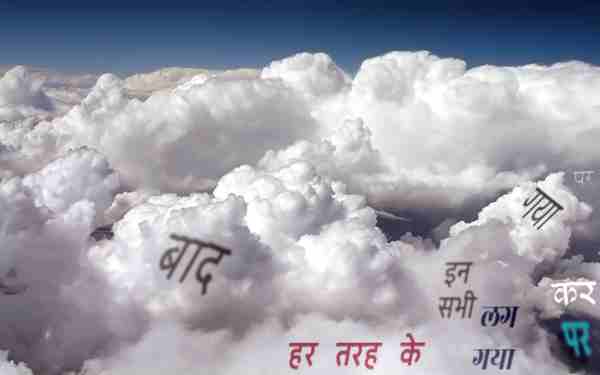 पर
गया
बाद
इन
सभी
लग
गया
कर
पर
हर तरह के